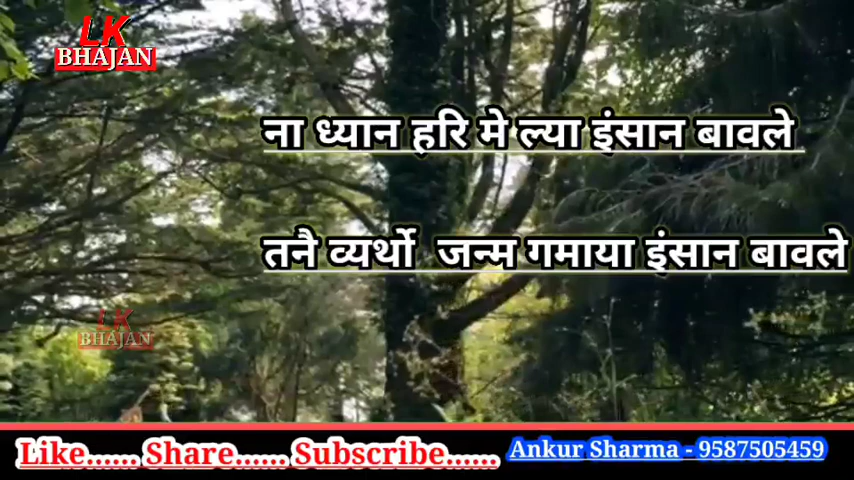 LK
BHAJAN
ना ध्यान हरि मे ल्या इंसान बावले
तनै व्यर्थो जन्म गमाया इंसान बावले
LK
BHAJAN
Like...... Share...... Subscribe...... Ankur Sharma - 9587505459